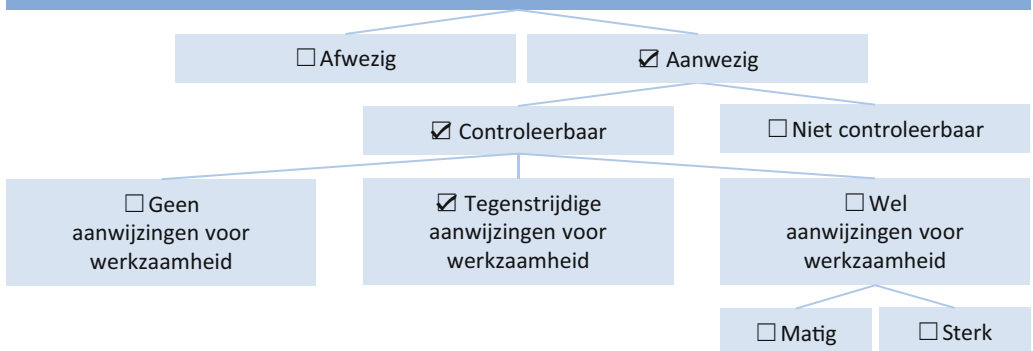 ☐ Afwezig
☑ Aanwezig
☑ Controleerbaar
☐ Niet controleerbaar
☐ Geen
aanwijzingen voor
werkzaamheid
☑ Tegenstrijdige
aanwijzingen voor
werkzaamheid
☐ Wel
aanwijzingen voor
werkzaamheid
☐ Matig
☐ Sterk